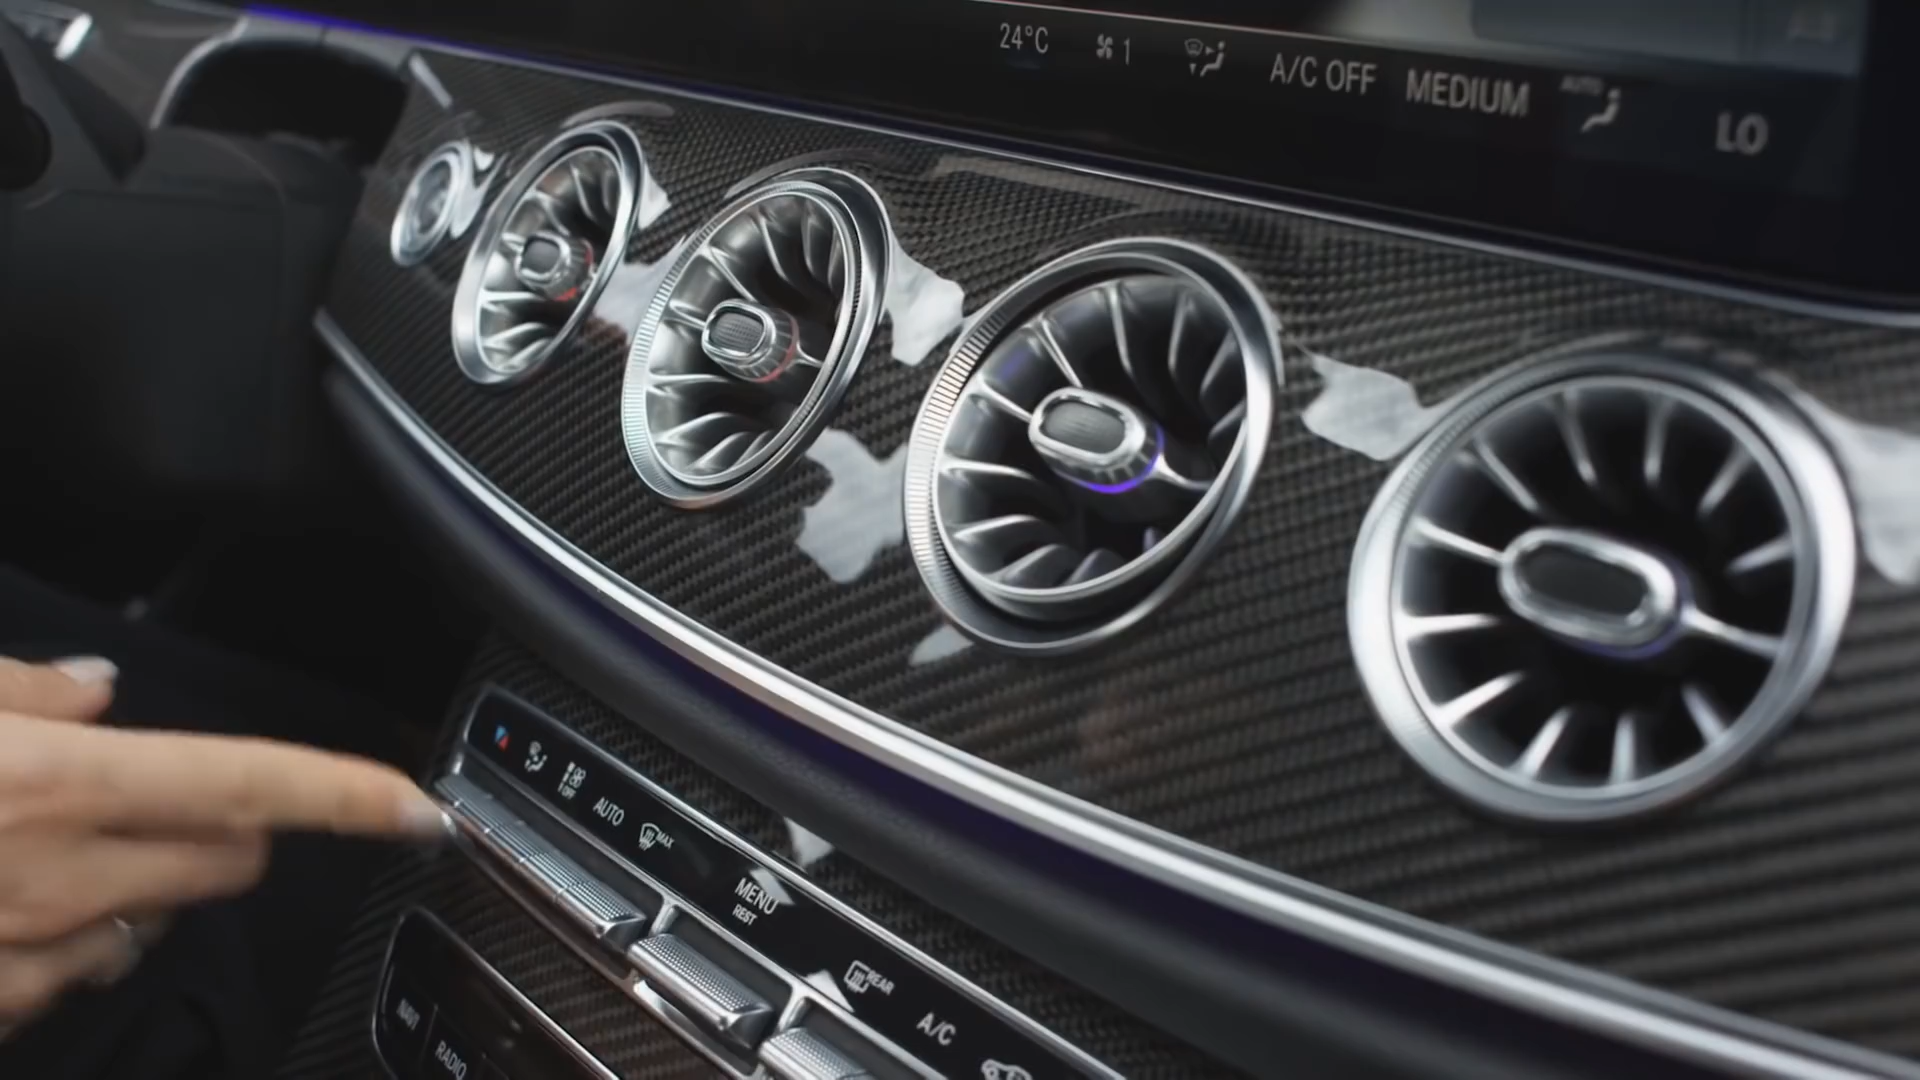 24°C 1 A/C OFF MEDIUM AUTO LO
OFF
AUTO
MAX
MENU
REST
REAR
A/C
NAVI
RADIO